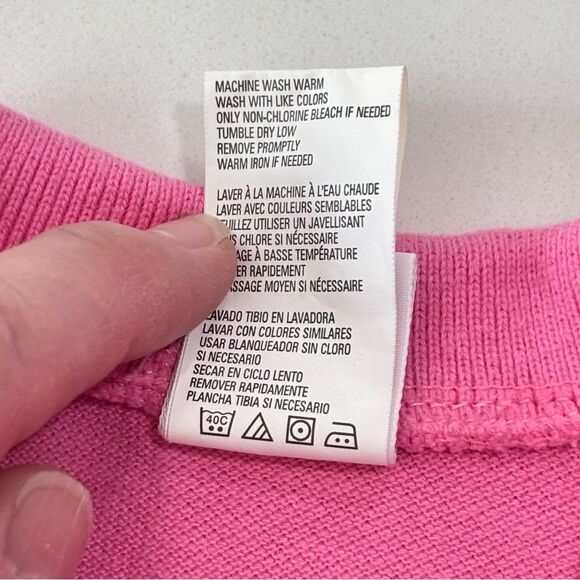 MACHINE WASH WARM
WASH WITH LIKE COLORS
ONLY NON-CHLORINE BLEACH IF NEEDED
TUMBLE DRY LOW
REMOVE PROMPTLY
WARM IRON IF NEEDED
LAVER À LA MACHINE À L'EAU CHAUDE
LAVER AVEC COULEURS SEMBLABLES
UTILISER UN JAVELLISANT
CHLORE SI NÉCESSAIRE
À BASSE TEMPÉRATURE
RAPIDEMENT
MOYEN SI NÉCESSAIRE
LAVADO TIBIO EN LAVADORA
LAVAR CON COLORES SIMILARES
USAR BLANQUEADOR SIN CLORO
SI NECESARIO
SECAR EN CICLO LENTO
REMOVER RAPIDAMENTE
PLANCHA TIBIA SI NECESARIO
40C